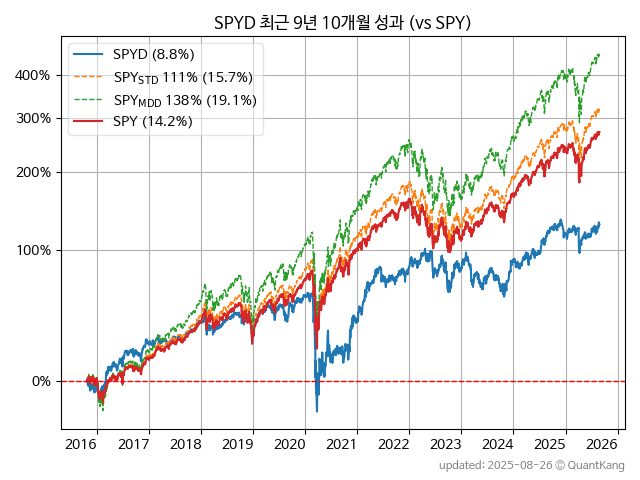 SPYD 최근 9년 10개월 성과 (vs SPY)
SPYD (8.8%)
SPY_STD 111% (15.7%)
SPY_MDD 138% (19.1%)
SPY (14.2%)
400%
300%
200%
100%
0%
2016 2017 2018 2019 2020 2021 2022 2023 2024 2025 2026
updated: 2025-08-26 © QuantKang